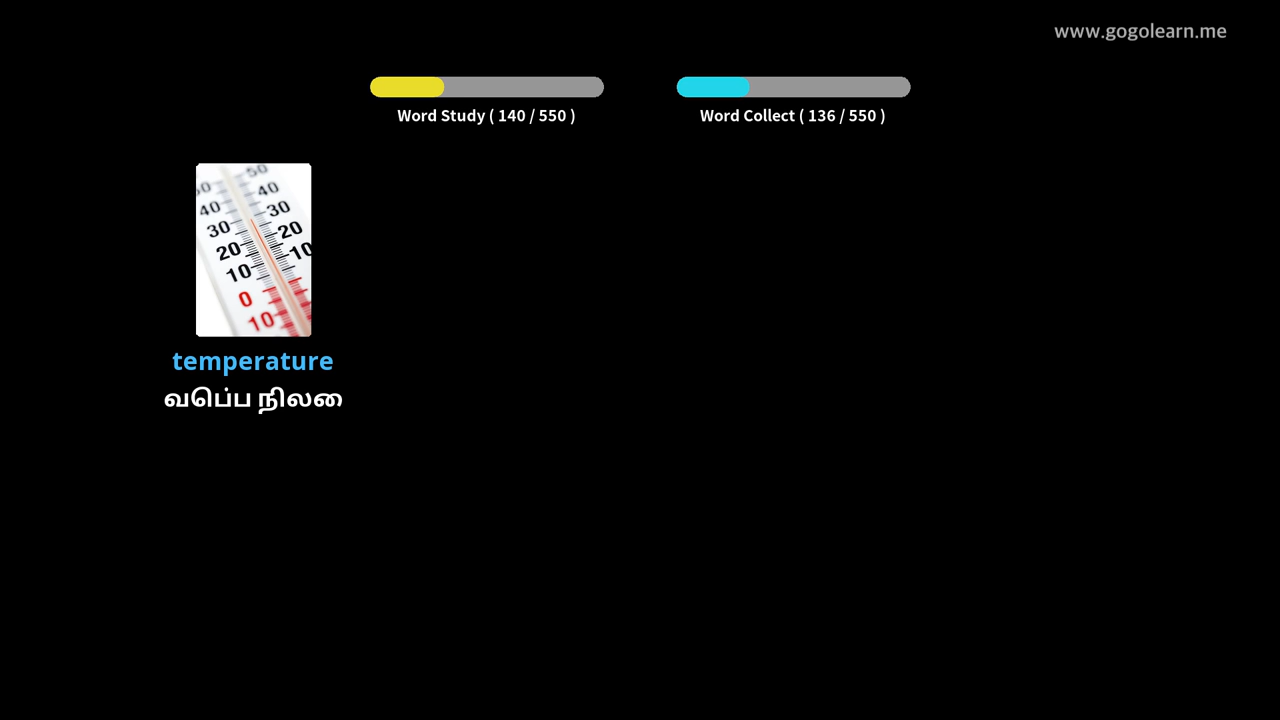 www.gogolearn.me
Word Study ( 140 / 550 )
Word Collect ( 136 / 550 )
50
40
40 30
30 20
20 10
10
0
10
temperature
வெப்ப நிலை